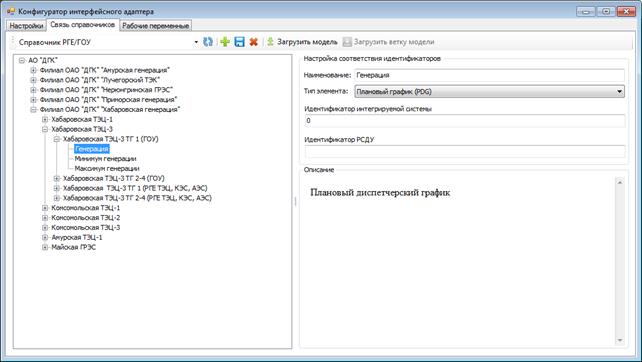 Конфигуратор интерфейсного адаптера
Настройки Связь справочников Рабочие переменные
Справочник РГЕ/ГОУ Загрузить модель Загрузить ветку модели
АО "ДГК"
Филиал ОАО "ДГК" "Амурская генерация"
Филиал ОАО "ДГК" "Лучегорский ТЭК"
Филиал ОАО "ДГК" "Нерюнгринская ГРЭС"
Филиал ОАО "ДГК" "Приморская генерация"
Филиал ОАО "ДГК" "Хабаровская генерация"
Хабаровская ТЭЦ-1
Хабаровская ТЭЦ-3
Хабаровская ТЭЦ-3 ТГ 1 (ГОУ)
Генерация
Минимум генерации
Максимум генерации
Хабаровская ТЭЦ-3 ТГ 2-4 (ГОУ)
Хабаровская ТЭЦ-3 ТГ 1 (РГЕ ТЭЦ, КЭС, АЭС)
Хабаровская ТЭЦ-3 ТГ 2-4 (РГЕ ТЭЦ, КЭС, АЭС)
Комсомольская ТЭЦ-1
Комсомольская ТЭЦ-2
Комсомольская ТЭЦ-3
Амурская ТЭЦ-1
Майская ГРЭС
Настройка соответствия идентификаторов
Наименование: Генерация
Тип элемента: Плановый график (PDG)
Идентификатор интегрируемой системы
0
Идентификатор РСДУ
Описание
Плановый диспетчерский график